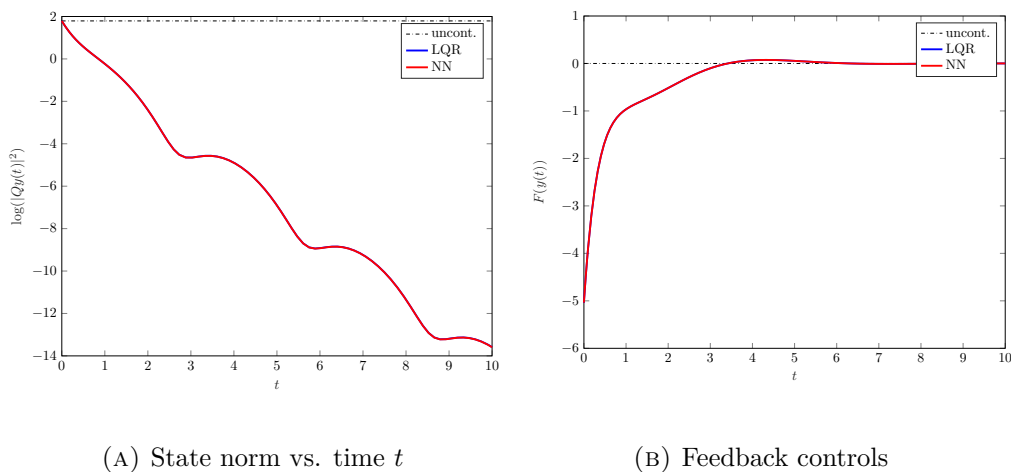 2
0
−2
−4
−6
−8
−10
−12
−14
0 1 2 3 4 5 6 7 8 9 10
t
log(|Qy(t)|²)
uncont.
LQR
NN
1
0
−1
−2
−3
−4
−5
−6
0 1 2 3 4 5 6 7 8 9 10
t
F(y(t))
uncont.
LQR
NN
(A) State norm vs. time t
(B) Feedback controls